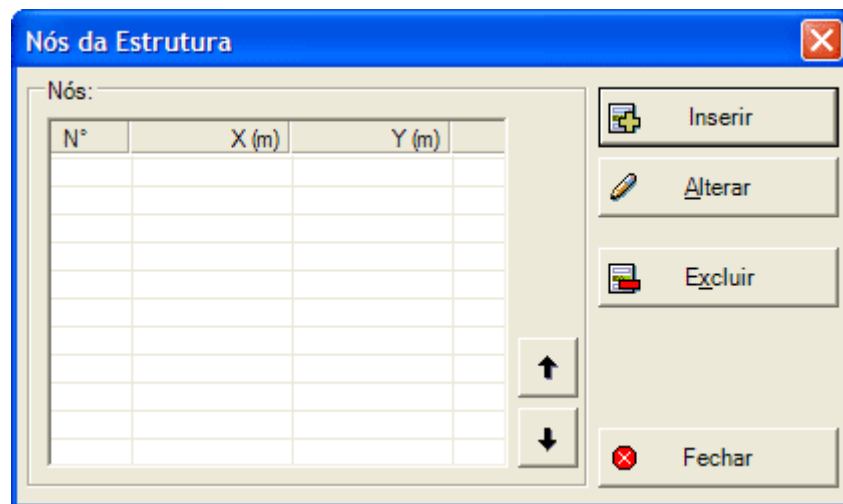 Nós da Estrutura
Nós:
N° X (m) Y (m)
Inserir
Alterar
Excluir
Fechar